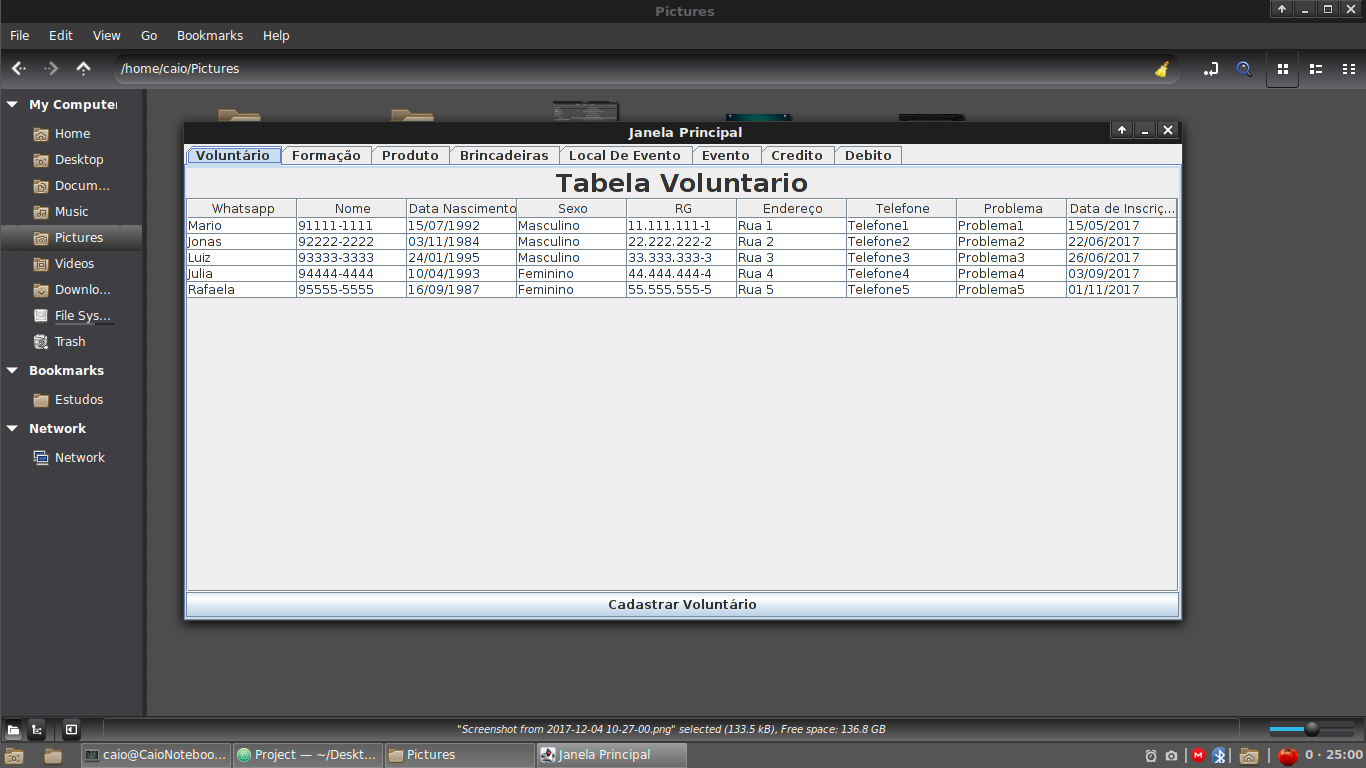 Pictures
File Edit View Go Bookmarks Help
/home/caio/Pictures
My Computer
Home
Desktop
Docum...
Music
Pictures
Videos
Downlo...
File Sys...
Trash
Bookmarks
Estudos
Network
Network
Janela Principal
Voluntário Formação Produto Brincadeiras Local De Evento Evento Credito Debito
Tabela Voluntario
Whatsapp Nome Data Nascimento Sexo RG Endereço Telefone Problema Data de Inscriç...
Mario 91111-1111 15/07/1992 Masculino 11.111.111-1 Rua 1 Telefone1 Problema1 15/05/2017
Jonas 92222-2222 03/11/1984 Masculino 22.222.222-2 Rua 2 Telefone2 Problema2 22/06/2017
Luiz 93333-3333 24/01/1995 Masculino 33.333.333-3 Rua 3 Telefone3 Problema3 26/06/2017
Julia 94444-4444 10/04/1993 Feminino 44.444.444-4 Rua 4 Telefone4 Problema4 03/09/2017
Rafaela 95555-5555 16/09/1987 Feminino 55.555.555-5 Rua 5 Telefone5 Problema5 01/11/2017
Cadastrar Voluntário
"Screenshot from 2017-12-04 10-27-00.png" selected (133.5 kB), Free space: 136.8 GB
caio@CaioNoteboo... Project — ~/Deskt... Pictures Janela Principal M 0 · 25:00